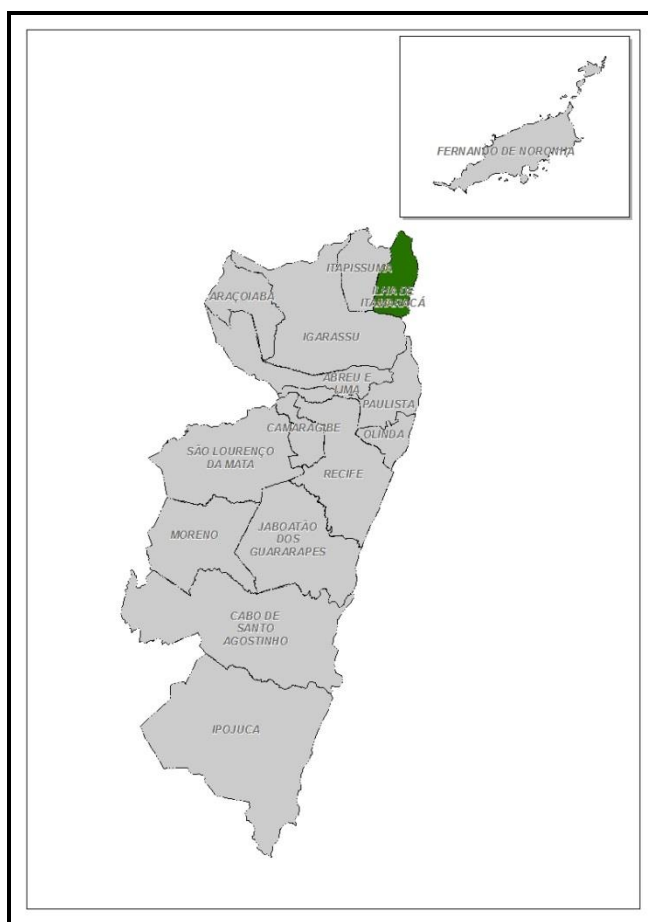 FERNANDO DE NORONHA
ITAPISSUMA
ARAÇOIABA
ILHA DE
ITAMARACÁ
IGARASSU
ABREU E
LIMA
PAULISTA
CAMARAGIBE
OLINDA
SÃO LOURENÇO
DA MATA
RECIFE
MORENO
JABOATÃO
DOS
GUARARAPES
CABO DE
SANTO
AGOSTINHO
IPOJUCA